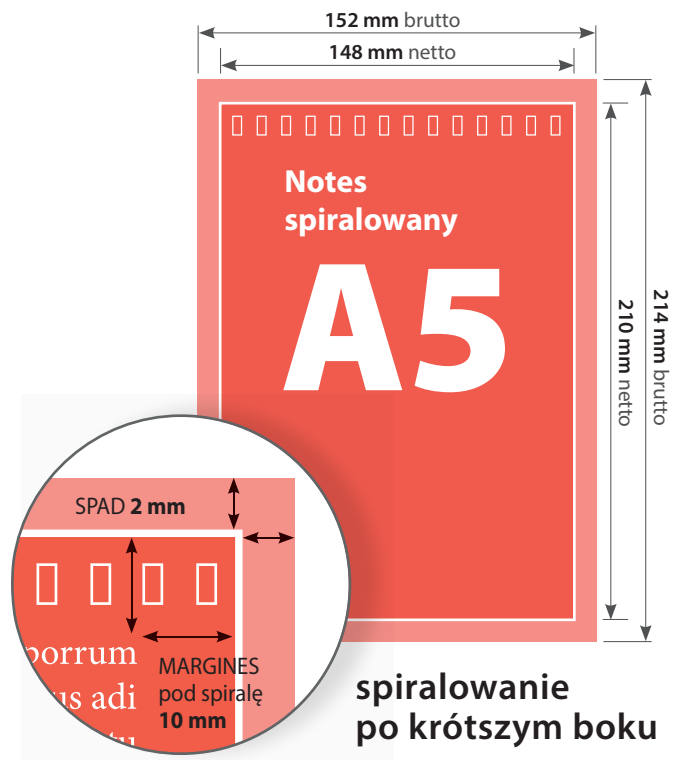 152 mm brutto
148 mm netto
Notes
spiralowany
A5
210 mm netto
214 mm brutto
SPAD 2 mm
porrum
us adi
MARGINES
pod spiralę
10 mm
spiralowanie
po krótszym boku